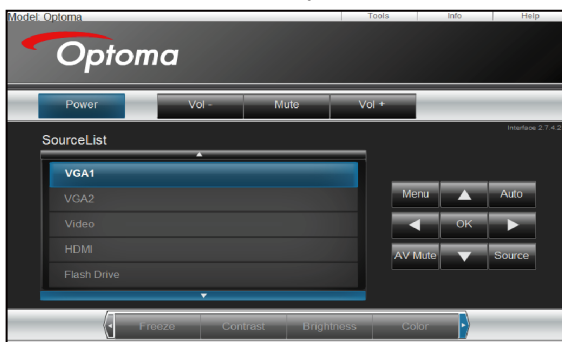 Model: Optoma
Tools Info Help
Optoma
Power Vol - Mute Vol +
Interface 2.7.4.2
SourceList
VGA1
VGA2
Video
HDMI
Flash Drive
Menu Auto
OK
AV Mute Source
Freeze Contrast Brightness Color